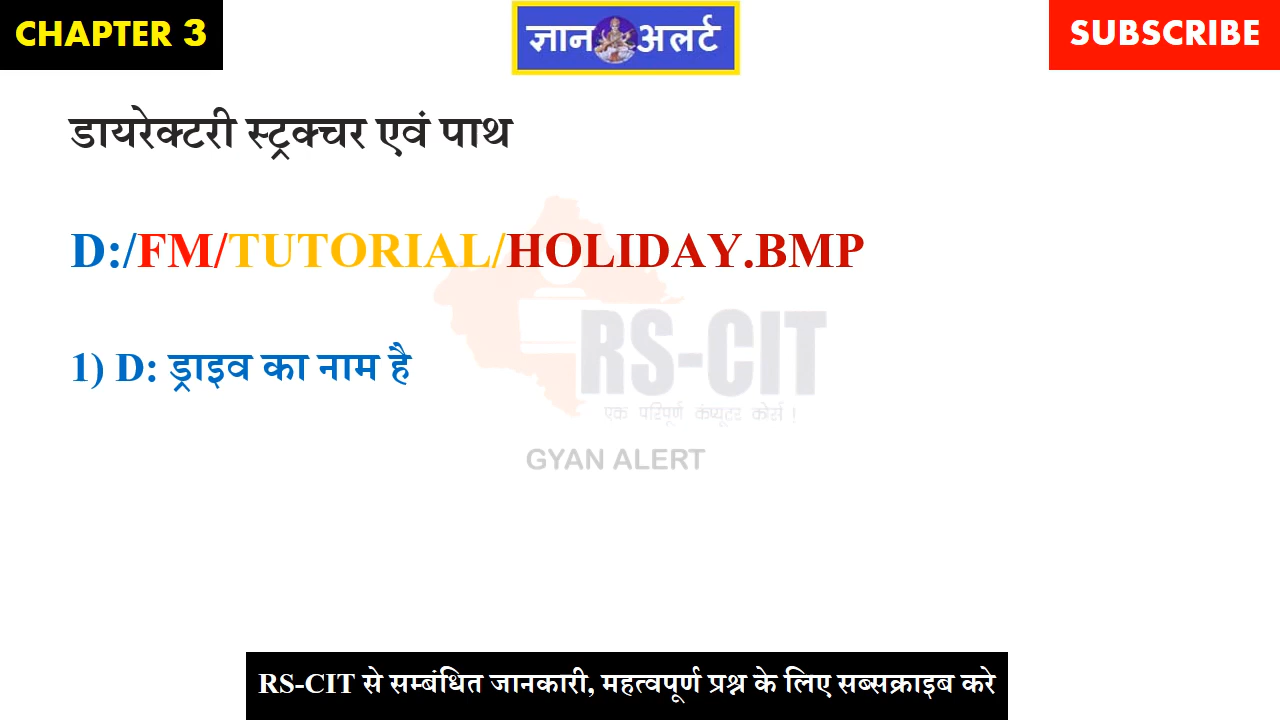 CHAPTER 3
ज्ञान अलर्ट
SUBSCRIBE
डायरेक्टरी स्ट्रक्चर एवं पाथ
D:/FM/TUTORIAL/HOLIDAY.BMP
1) D: ड्राइव का नाम है
RS-CIT
एक परिपूर्ण कंप्यूटर कोर्स !
GYAN ALERT
RS-CIT से सम्बंधित जानकारी, महत्वपूर्ण प्रश्न के लिए सब्सक्राइब करे